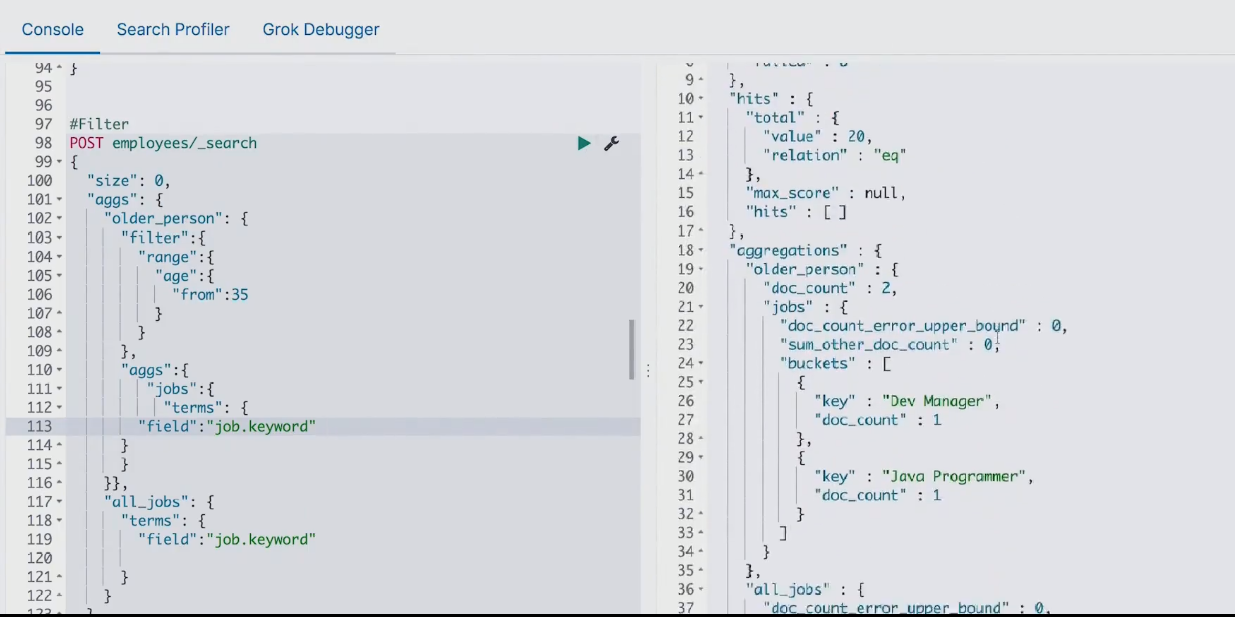 Console Search Profiler Grok Debugger
94 }
95
96
97 #Filter
98 POST employees/_search
99 {
100 "size": 0,
101 "aggs": {
102 "older_person": {
103 "filter":{
104 "range":{
105 "age":{
106 "from":35
107 }
108 }
109 },
110 "aggs":{
111 "jobs":{
112 "terms": {
113 "field":"job.keyword"
114 }
115 }
116 }},
117 "all_jobs": {
118 "terms": {
119 "field":"job.keyword"
120
121 }
122 }
9 },
10 "hits" : {
11 "total" : {
12 "value" : 20,
13 "relation" : "eq"
14 },
15 "max_score" : null,
16 "hits" : [ ]
17 },
18 "aggregations" : {
19 "older_person" : {
20 "doc_count" : 2,
21 "jobs" : {
22 "doc_count_error_upper_bound" : 0,
23 "sum_other_doc_count" : 0,
24 "buckets" : [
25 {
26 "key" : "Dev Manager",
27 "doc_count" : 1
28 },
29 {
30 "key" : "Java Programmer",
31 "doc_count" : 1
32 }
33 ]
34 }
35 },
36 "all_jobs" : {
37 "doc_count_error_upper_bound" : 0,